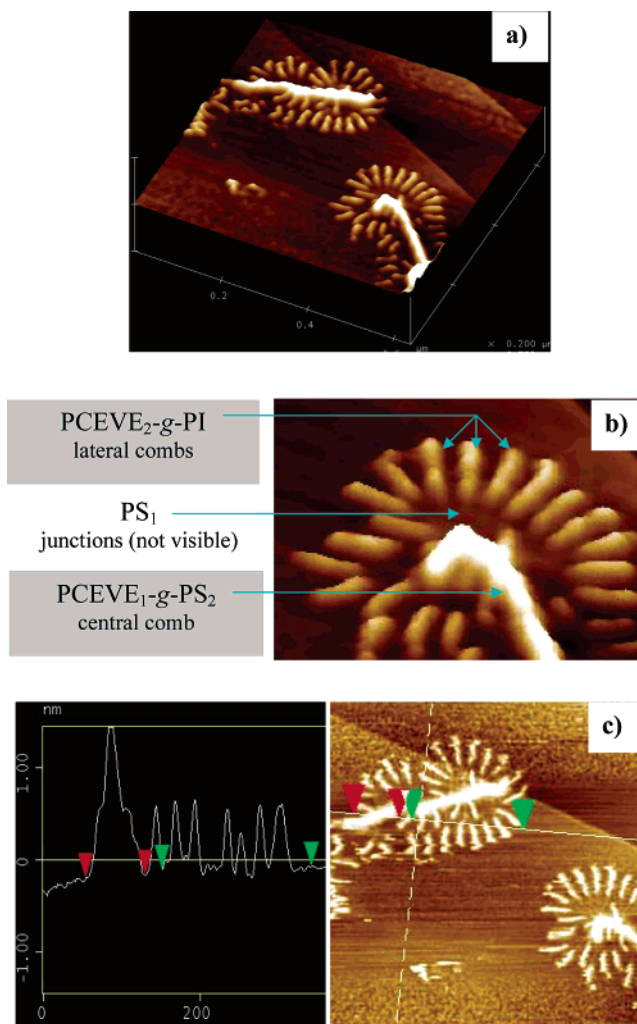 a)
0.2
0.4
µm
× 0.200 µm
b)
PCEVE₂-g-PI
lateral combs
PS₁
junctions (not visible)
PCEVE₁-g-PS₂
central comb
c)
nm
1.00
0
-1.00
0
200